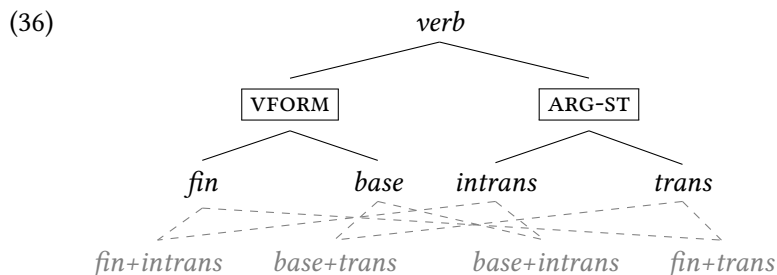 (36) verb
VFORM ARG-ST
fin base intrans trans
fin+intrans base+trans base+intrans fin+trans